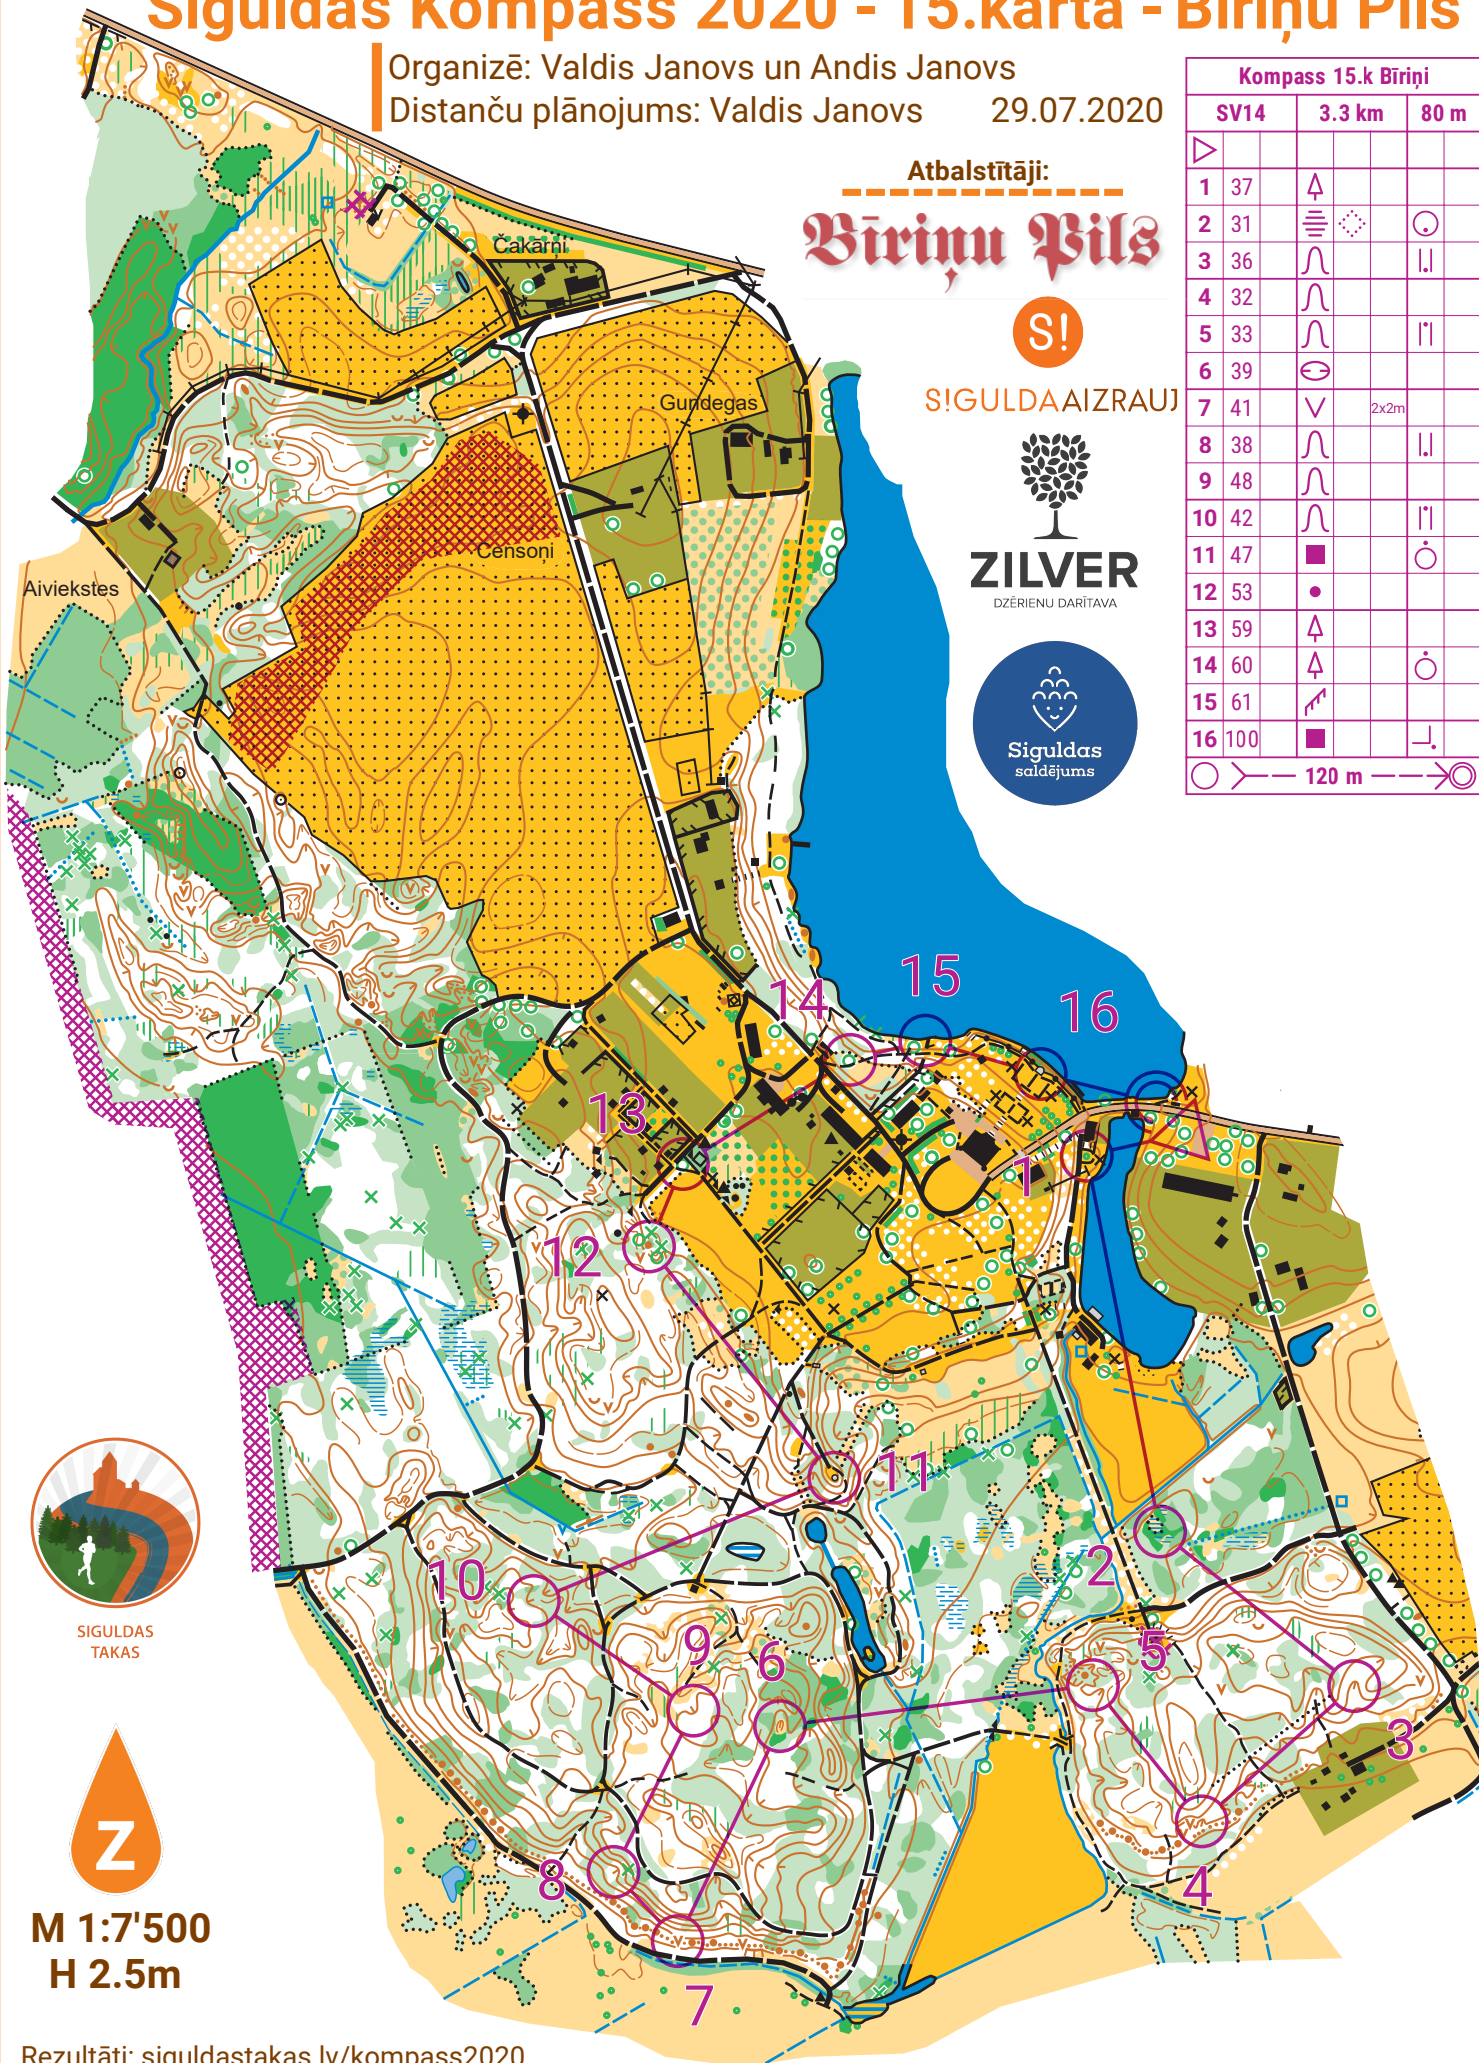 Siguldas Kompass 2020 - 15.kārta - Bīriņu Pils
Organizē: Valdis Janovs un Andis Janovs
Distanču plānojums: Valdis Janovs 29.07.2020
Atbalstītāji:
Bīriņu Pils
S!
S!GULDAAIZRAUJ
ZILVER
DZĒRIENU DARĪTAVA
Siguldas
saldējums
Kompass 15.k Bīriņi
SV14 3.3 km 80 m
1 37
2 31
3 36
4 32
5 33
6 39
7 41 2x2m
8 38
9 48
10 42
11 47
12 53
13 59
14 60
15 61
16 100
120 m
Čakārņi
Gundegas
Censoņi
Aiviekstes
14
15
16
13
1
12
11
2
10
9
6
5
3
8
4
7
SIGULDAS
TAKAS
Z
M 1:7'500
H 2.5m
Rezultāti: siguldastakas.lv/kompass2020